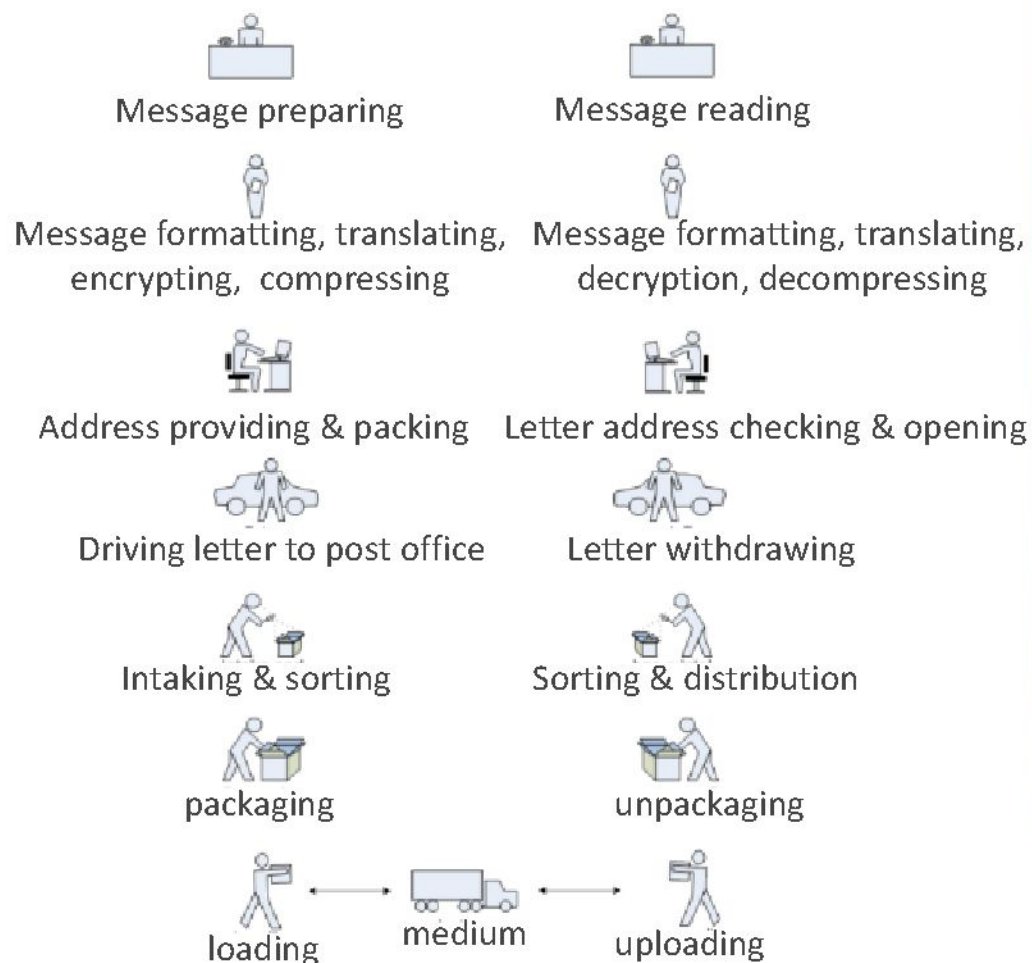 Message preparing
Message reading
Message formatting, translating,
encrypting, compressing
Message formatting, translating,
decryption, decompressing
Address providing & packing
Letter address checking & opening
Driving letter to post office
Letter withdrawing
Intaking & sorting
Sorting & distribution
packaging
unpackaging
loading
medium
uploading